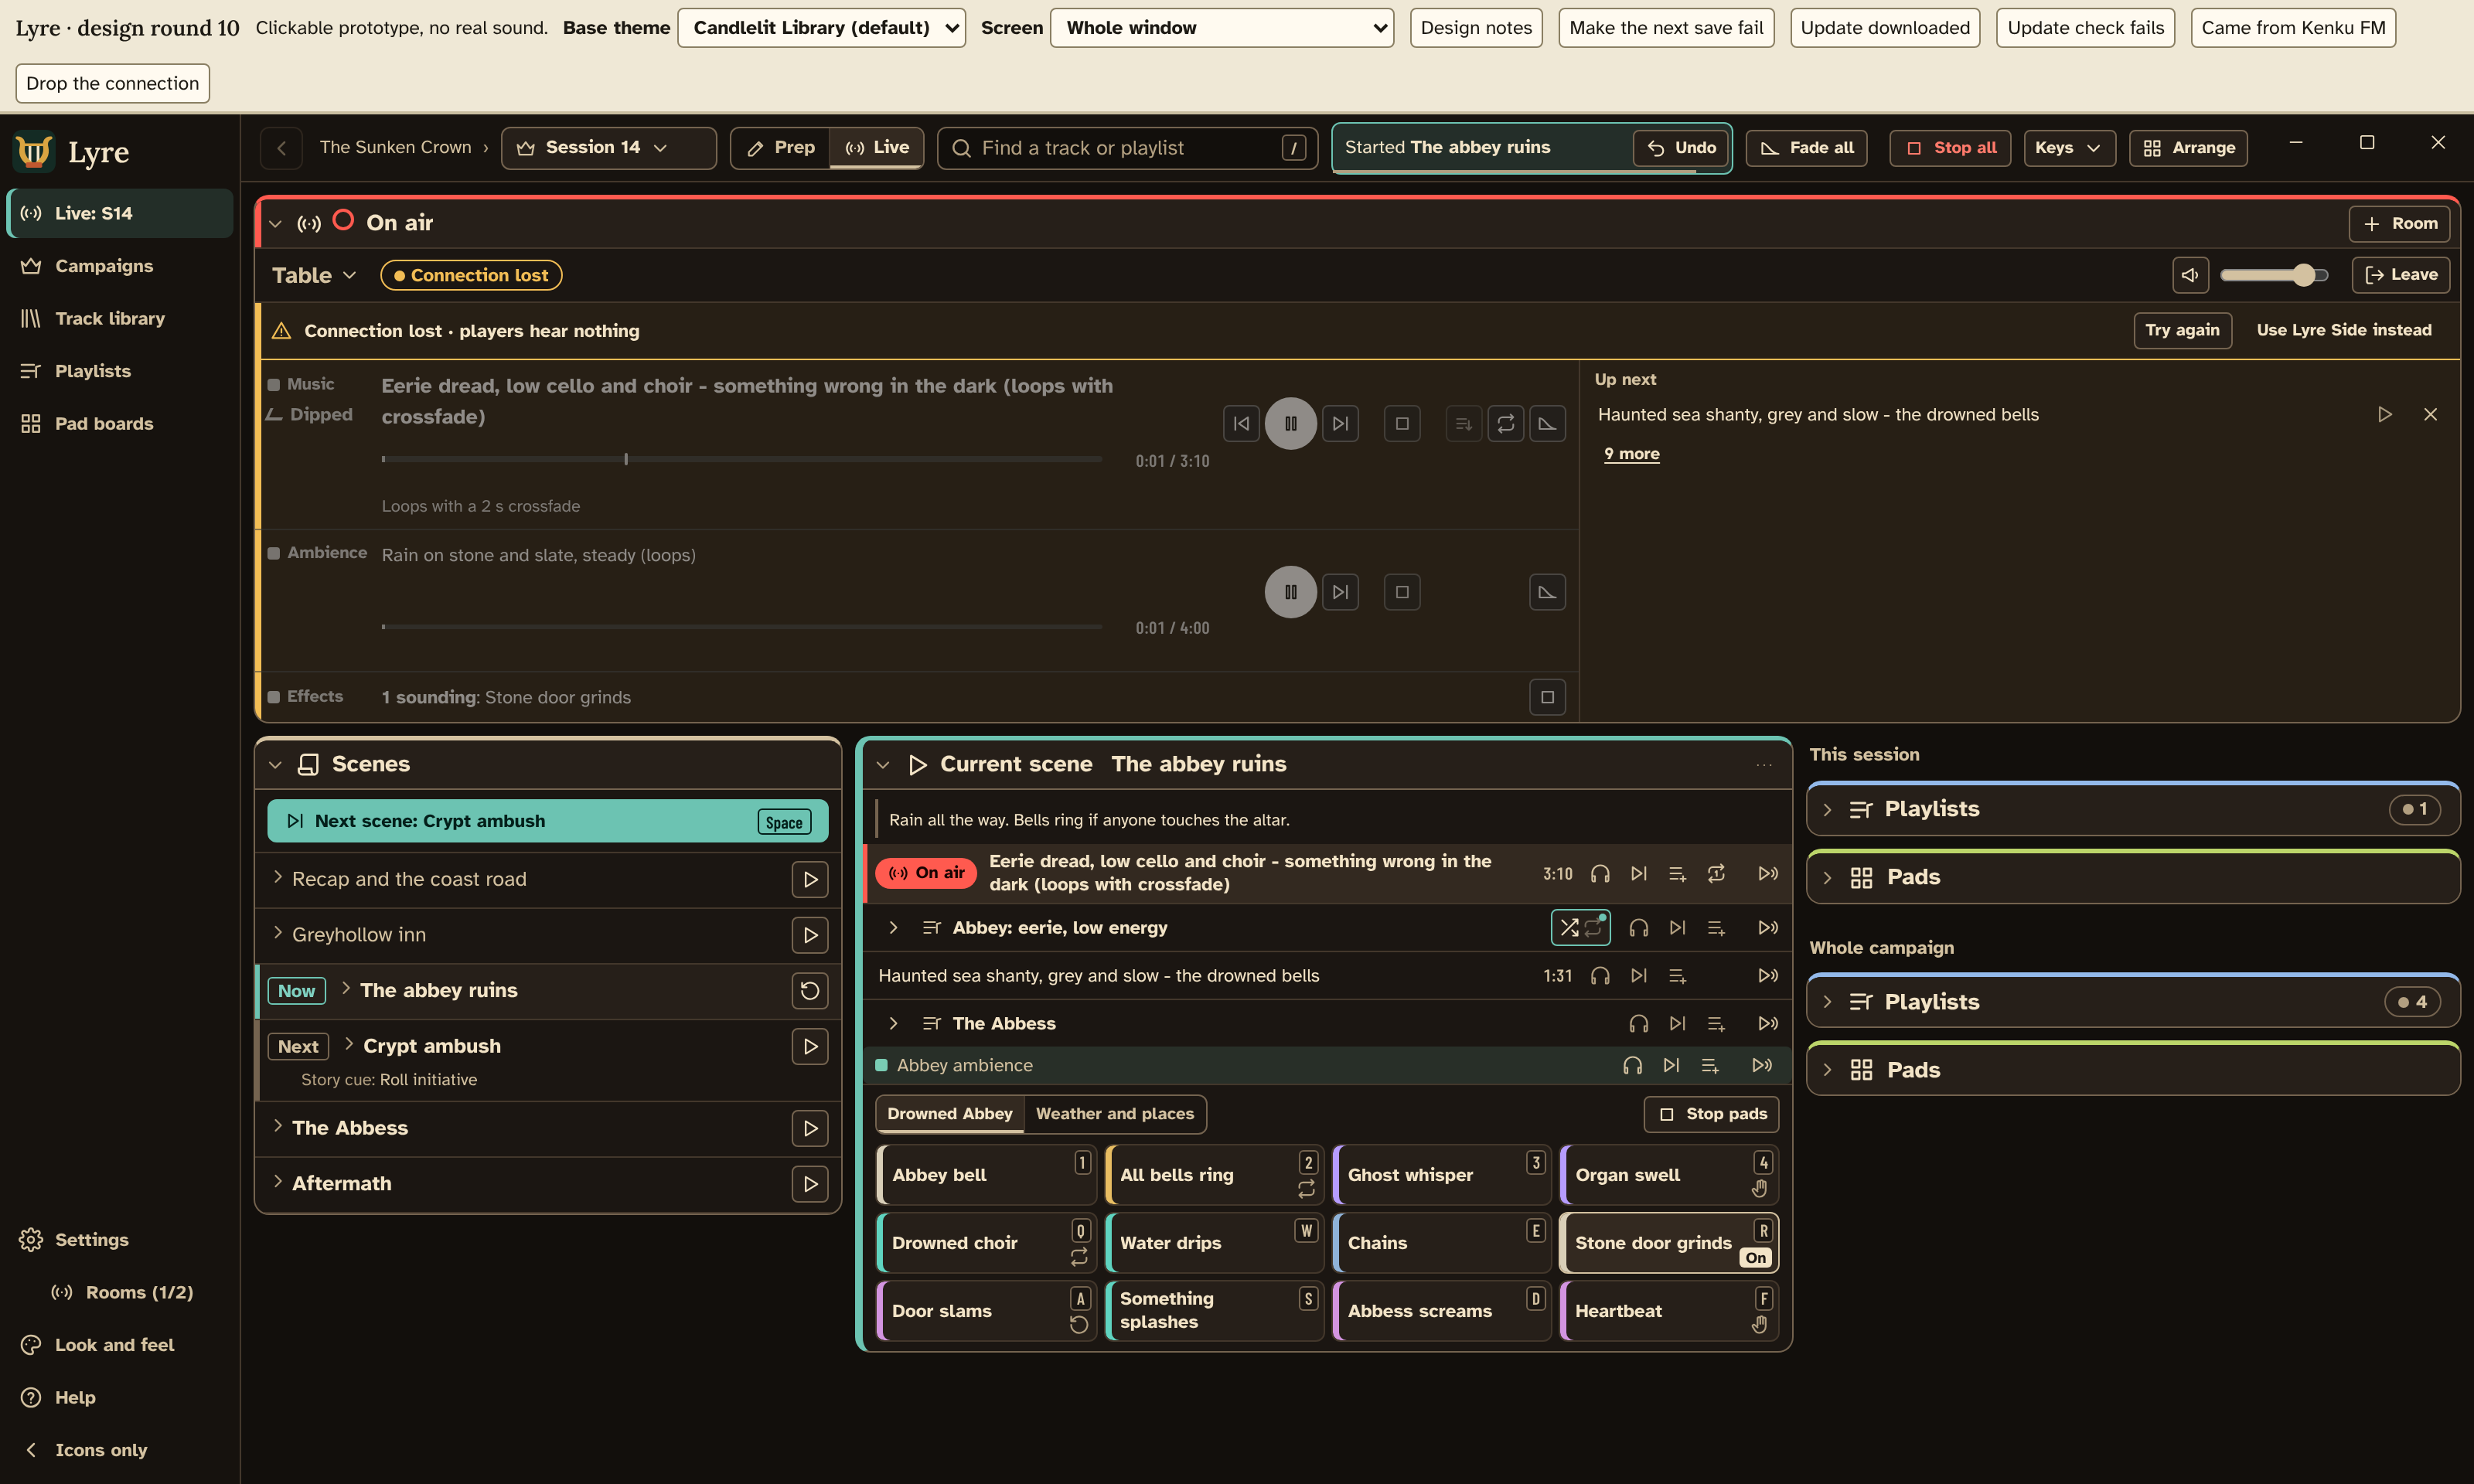 Lyre · design round 10 Clickable prototype, no real sound. Base theme Candlelit Library (default) Screen Whole window Design notes Make the next save fail Update downloaded Update check fails Came from Kenku FM
Drop the connection
Lyre
The Sunken Crown › Session 14 Prep Live Find a track or playlist / Started The abbey ruins Undo Fade all Stop all Keys Arrange
Live: S14
Campaigns
Track library
Playlists
Pad boards
Settings
Rooms (1/2)
Look and feel
Help
Icons only
On air Room
Table Connection lost Leave
Connection lost · players hear nothing Try again Use Lyre Side instead
Music Eerie dread, low cello and choir - something wrong in the dark (loops with
Dipped crossfade)
0:01 / 3:10
Loops with a 2 s crossfade
Ambience Rain on stone and slate, steady (loops)
0:01 / 4:00
Effects 1 sounding: Stone door grinds
Up next
Haunted sea shanty, grey and slow - the drowned bells
9 more
Scenes
Next scene: Crypt ambush Space
Recap and the coast road
Greyhollow inn
Now The abbey ruins
Next Crypt ambush
Story cue: Roll initiative
The Abbess
Aftermath
Current scene The abbey ruins ...
Rain all the way. Bells ring if anyone touches the altar.
On air Eerie dread, low cello and choir - something wrong in the
dark (loops with crossfade) 3:10
Abbey: eerie, low energy
Haunted sea shanty, grey and slow - the drowned bells 1:31
The Abbess
Abbey ambience
Drowned Abbey Weather and places Stop pads
Abbey bell 1 All bells ring 2 Ghost whisper 3 Organ swell 4
Drowned choir Q Water drips W Chains E Stone door grinds R On
Door slams A Something splashes S Abbess screams D Heartbeat F
This session
Playlists 1
Pads
Whole campaign
Playlists 4
Pads